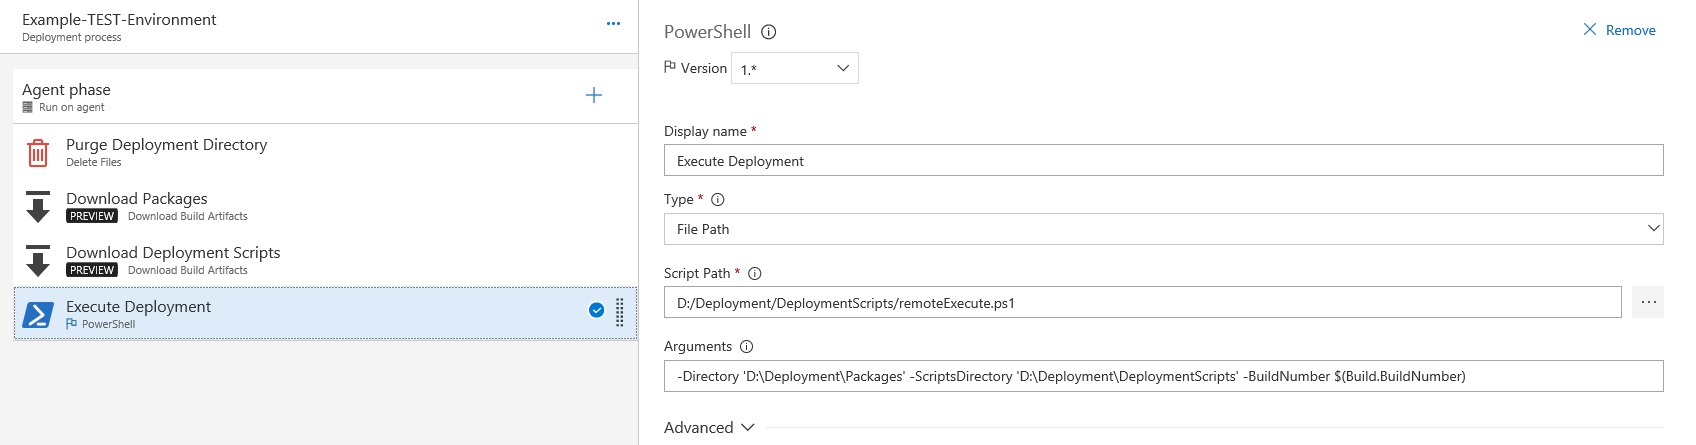 Example-TEST-Environment
Deployment process
Agent phase
Run on agent
Purge Deployment Directory
Delete Files
Download Packages
PREVIEW Download Build Artifacts
Download Deployment Scripts
PREVIEW Download Build Artifacts
Execute Deployment
PowerShell
PowerShell
Remove
Version 1.*
Display name *
Execute Deployment
Type *
File Path
Script Path *
D:/Deployment/DeploymentScripts/remoteExecute.ps1
Arguments
-Directory 'D:\Deployment\Packages' -ScriptsDirectory 'D:\Deployment\DeploymentScripts' -BuildNumber $(Build.BuildNumber)
Advanced